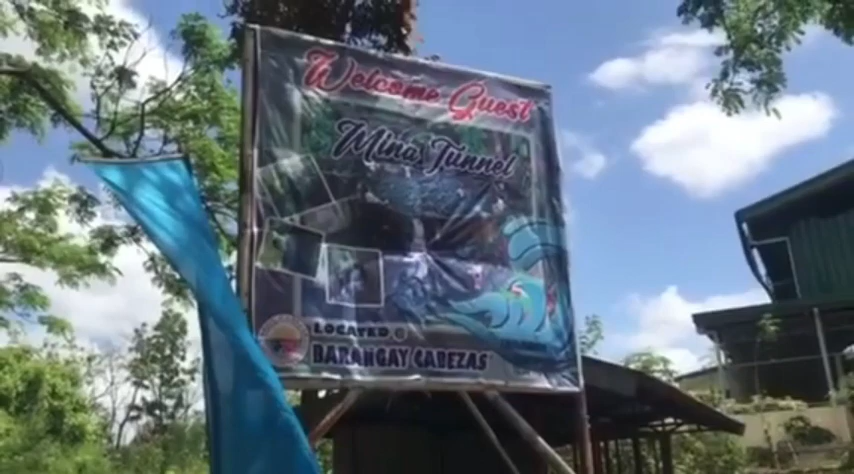 Welcome Guest
Mina Tunnel
LOCATED @
BARANGAY CABEZAS